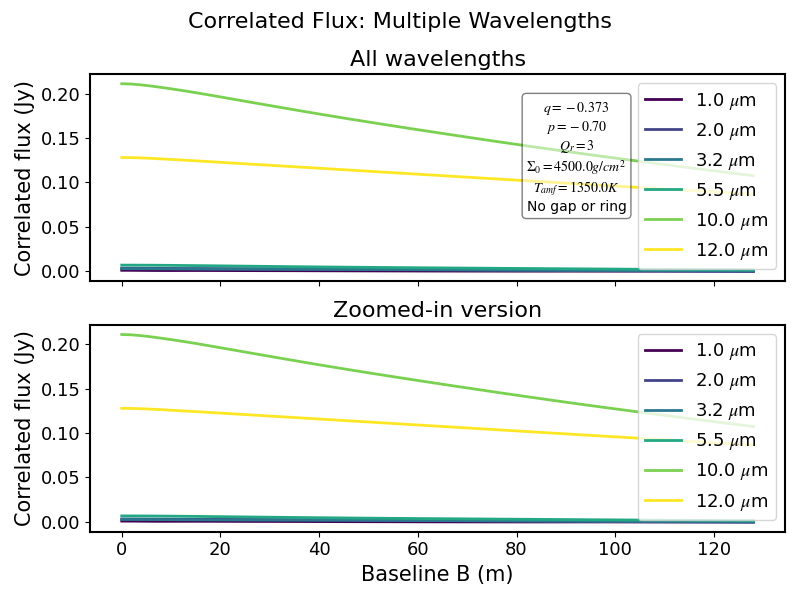 Correlated Flux: Multiple Wavelengths
All wavelengths
Correlated flux (Jy)
0.20
0.15
0.10
0.05
0.00
q = −0.373
p = −0.70
Q_r = 3
Σ_0 = 4500.0g/cm^2
T_amf = 1350.0K
No gap or ring
1.0 μm
2.0 μm
3.2 μm
5.5 μm
10.0 μm
12.0 μm
Zoomed-in version
Correlated flux (Jy)
0.20
0.15
0.10
0.05
0.00
1.0 μm
2.0 μm
3.2 μm
5.5 μm
10.0 μm
12.0 μm
0 20 40 60 80 100 120
Baseline B (m)